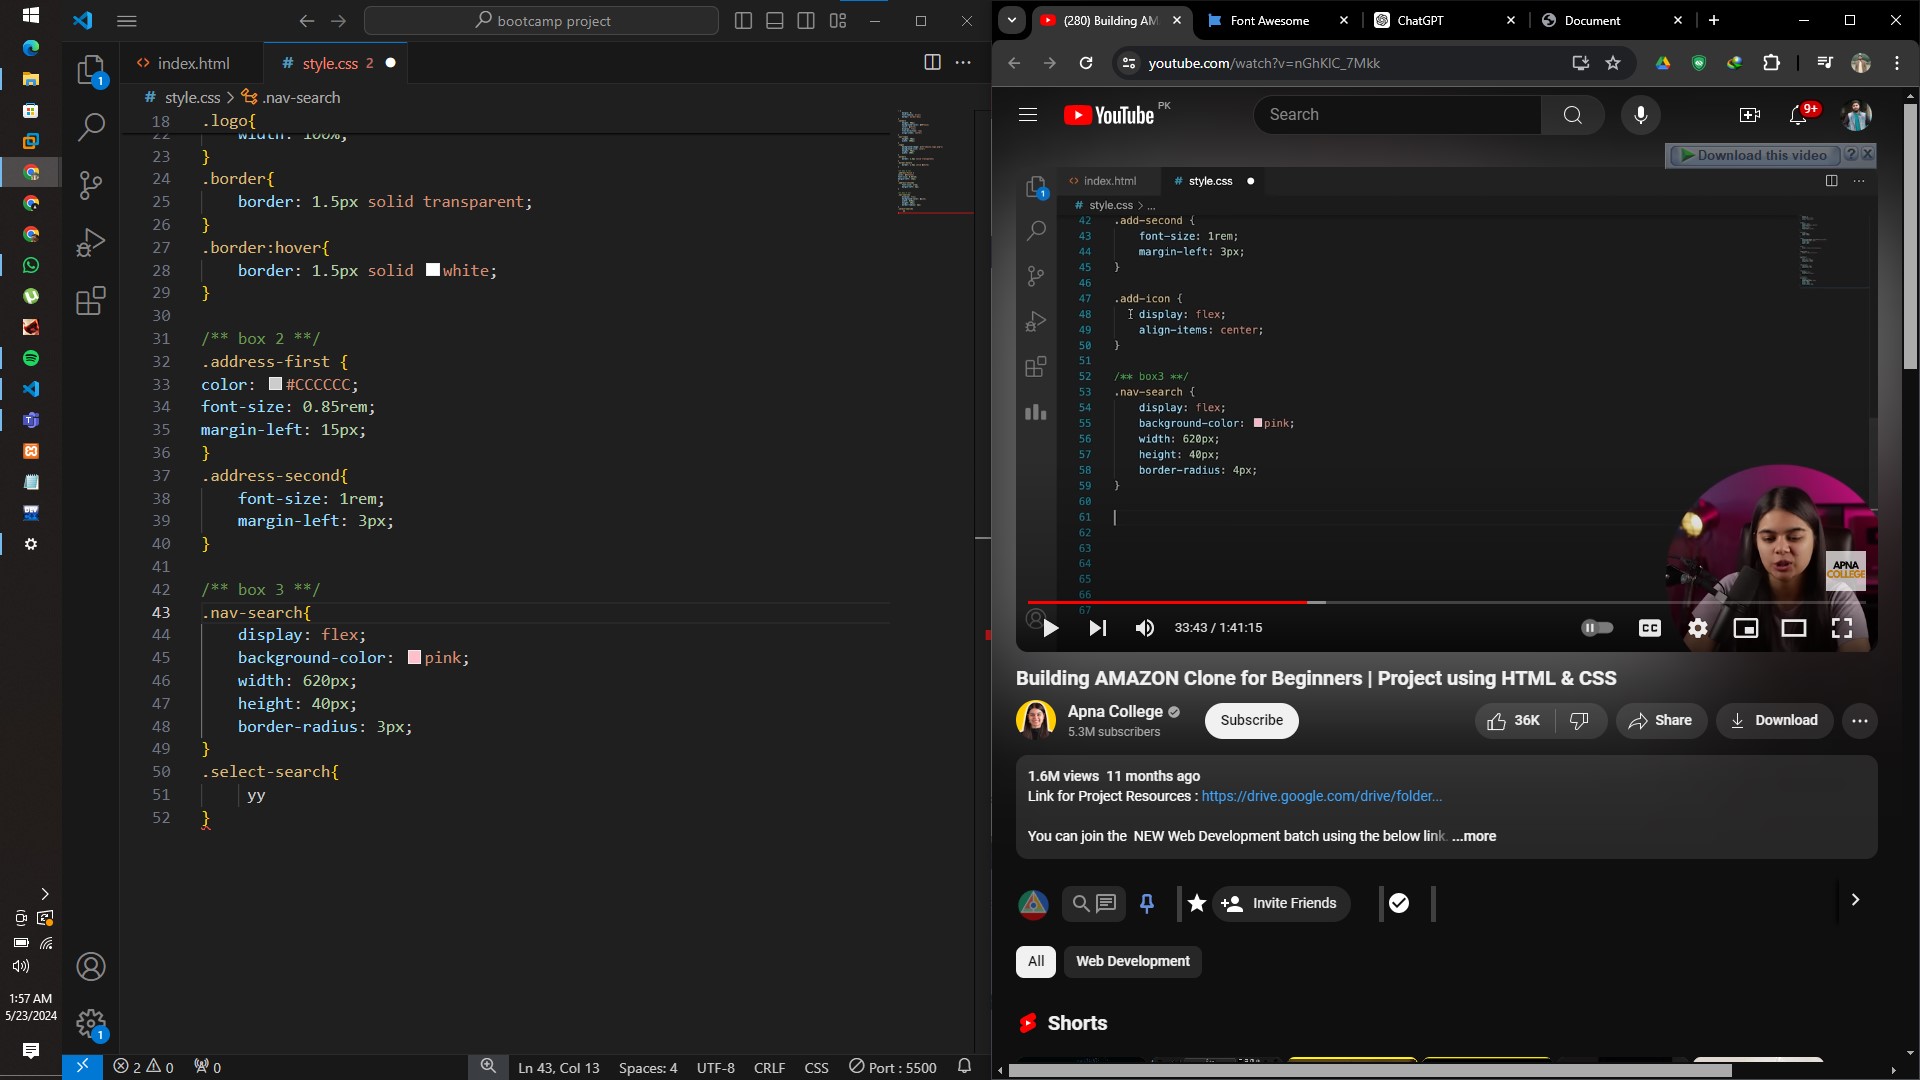 bootcamp project
index.html
style.css 2
style.css > .nav-search
18 .logo{
22 width: 100%;
23 }
24 .border{
25 border: 1.5px solid transparent;
26 }
27 .border:hover{
28 border: 1.5px solid white;
29 }
30
31 /** box 2 **/
32 .address-first {
33 color: #CCCCCC;
34 font-size: 0.85rem;
35 margin-left: 15px;
36 }
37 .address-second{
38 font-size: 1rem;
39 margin-left: 3px;
40 }
41
42 /** box 3 **/
43 .nav-search{
44 display: flex;
45 background-color: pink;
46 width: 620px;
47 height: 40px;
48 border-radius: 3px;
49 }
50 .select-search{
51 yy
52 }
1
1
1:57 AM
5/23/2024
2 0 0
Ln 43, Col 13 Spaces: 4 UTF-8 CRLF CSS Port : 5500
(280) Building AM
Font Awesome
ChatGPT
Document
youtube.com/watch?v=nGhKIC_7Mkk
YouTube PK
Search
9+
Download this video
index.html
style.css
style.css > ...
1
42 .add-second {
43 font-size: 1rem;
44 margin-left: 3px;
45 }
46
47 .add-icon {
48 display: flex;
49 align-items: center;
50 }
51
52 /** box3 **/
53 .nav-search {
54 display: flex;
55 background-color: pink;
56 width: 620px;
57 height: 40px;
58 border-radius: 4px;
59 }
60
61
62
63
64
65
66
67
APNA
COLLEGE
33:43 / 1:41:15
CC
Building AMAZON Clone for Beginners | Project using HTML & CSS
Apna College
5.3M subscribers
Subscribe
36K
Share
Download
1.6M views 11 months ago
Link for Project Resources : https://drive.google.com/drive/folder...
You can join the NEW Web Development batch using the below link. ...more
Invite Friends
All
Web Development
Shorts